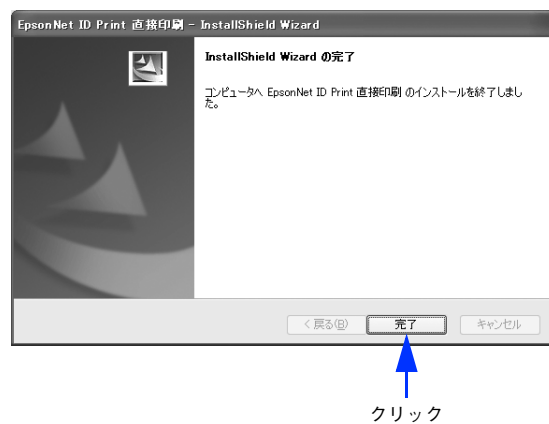 EpsonNet ID Print 直接印刷 - InstallShield Wizard
InstallShield Wizard の完了
コンピュータへ EpsonNet ID Print 直接印刷 のインストールを終了しまし
た。
< 戻る(B)
完了
キャンセル
クリック